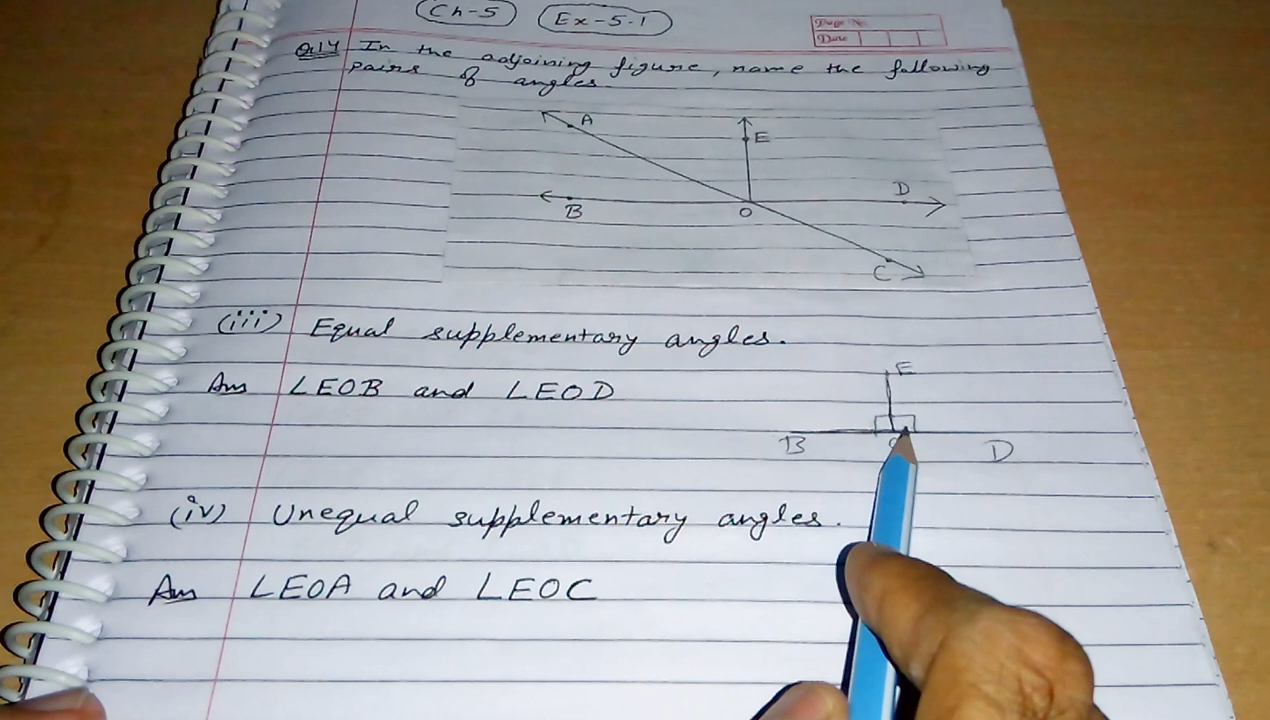 Ch-5 Ex-5.1
Page No.
Date
Q.14 In the adjoining figure, name the following
pairs of angles.
A
E
B
O
D
C
(iii) Equal supplementary angles.
Ans ∠EOB and ∠EOD
E
B
D
(iv) Unequal supplementary angles.
Ans ∠EOA and ∠EOC